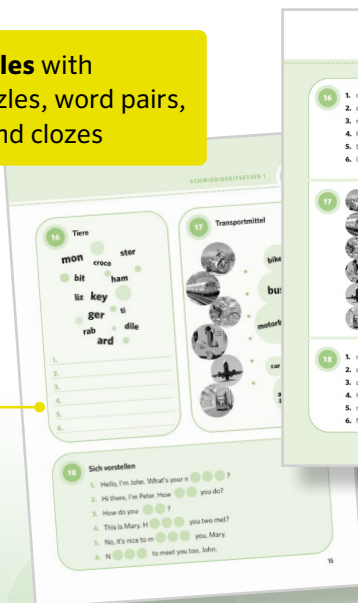 les with
zles, word pairs,
nd clozes
SCHWIERIGKEITSSTUFE 1
16 Tiere
mon ster
croco
bit ham
liz key
ger ti
rab dile
ard
1.
2.
3.
4.
5.
6.
17 Transportmittel
bike
bu
motorb
car
a
18 Sich vorstellen
1. Hello, I'm John. What's your n ?
2. Hi there, I'm Peter. How you do?
3. How do you ?
4. This is Mary. H you two met?
5. No, it's nice to m you, Mary.
6. N to meet you too, John.
15
16
1.
2.
3.
4.
5.
6.
17
18
1.
2.
3.
4.
5.
6.